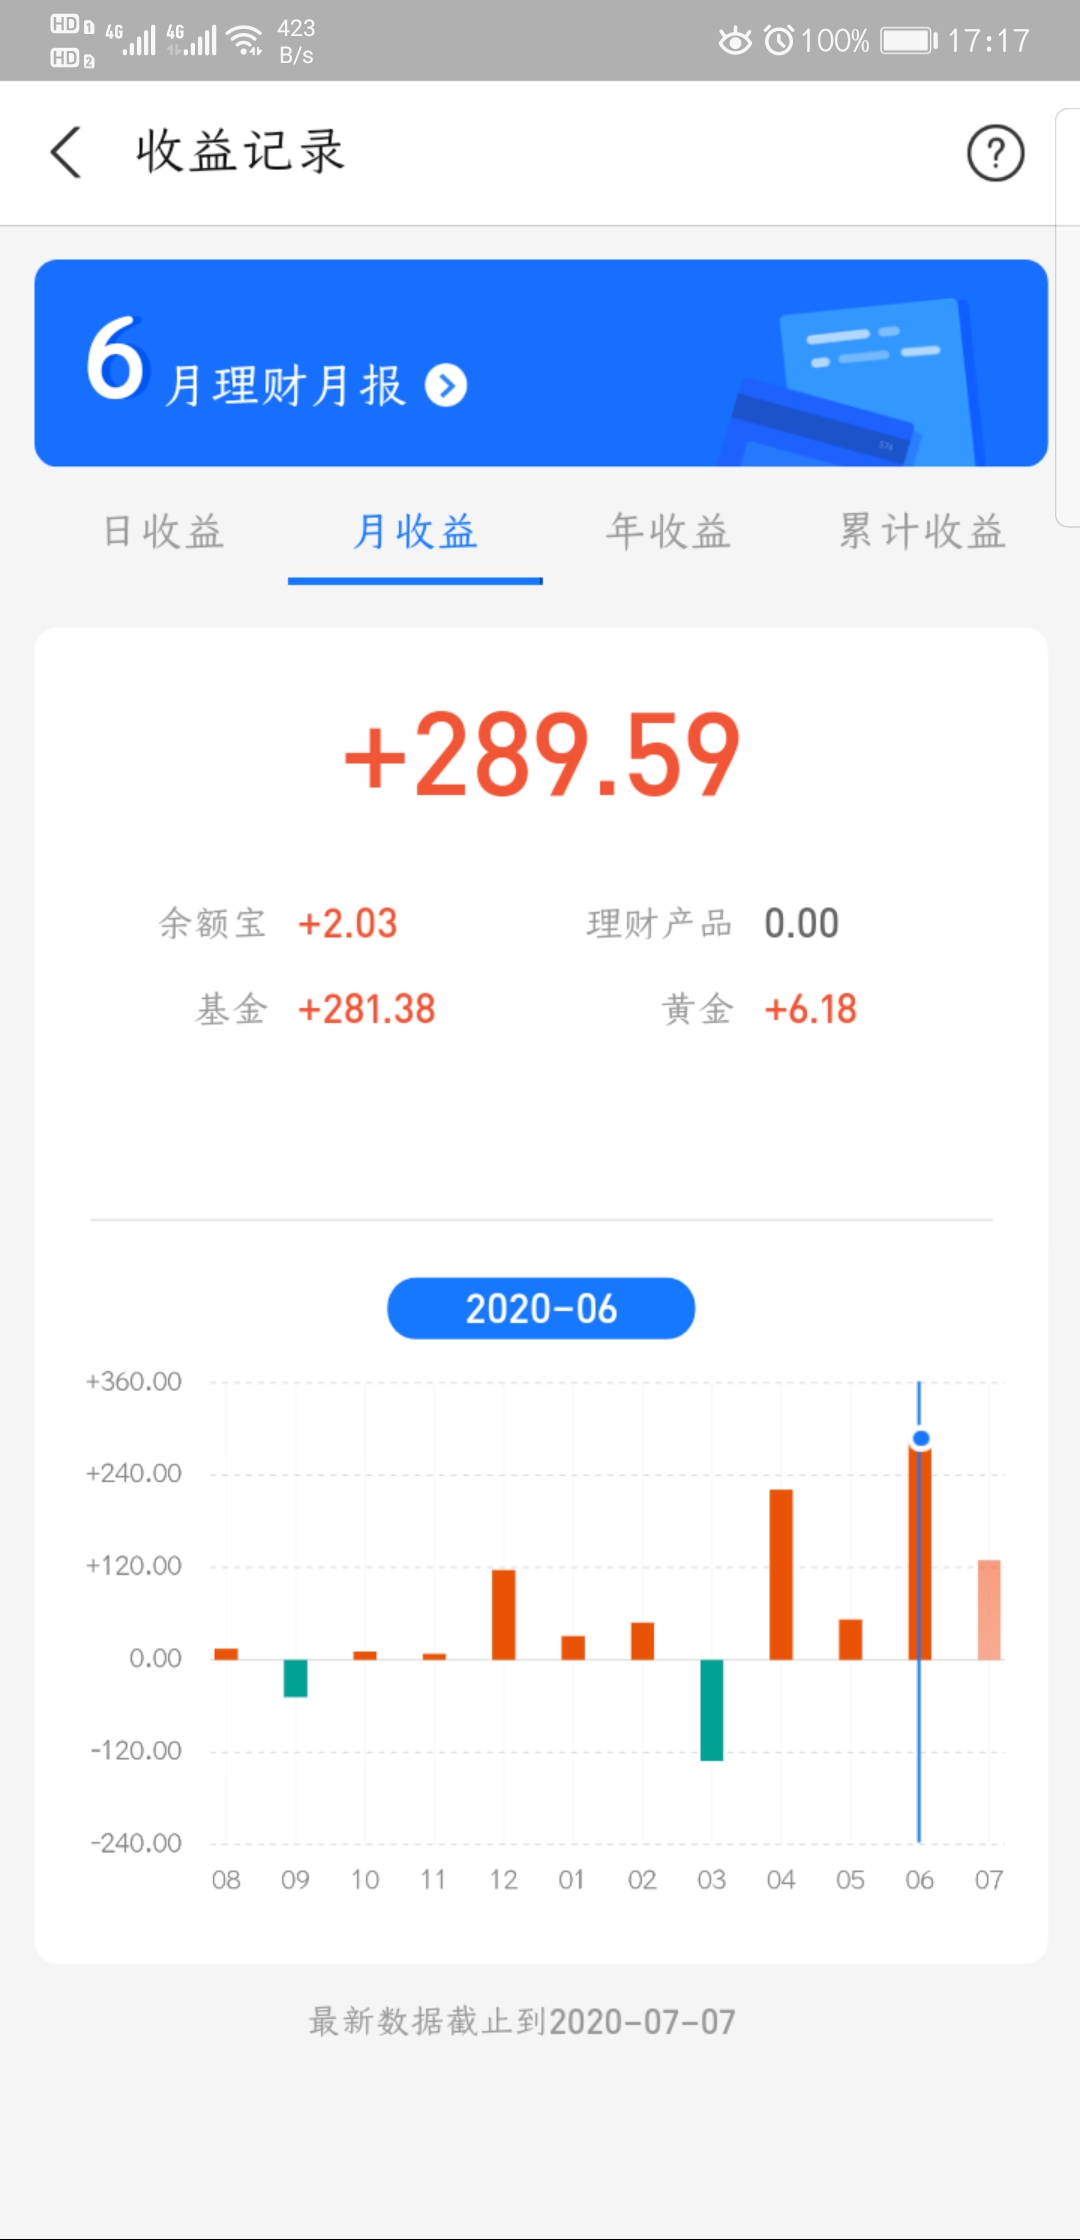 HD 1 4G 4G 423
HD 2 B/s 100% 17:17
收益记录 ?
6月理财月报
576
日收益 月收益 年收益 累计收益
+289.59
余额宝 +2.03 理财产品 0.00
基金 +281.38 黄金 +6.18
2020-06
+360.00
+240.00
+120.00
0.00
-120.00
-240.00
08 09 10 11 12 01 02 03 04 05 06 07
最新数据截止到2020-07-07